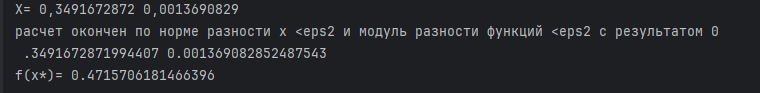 X= 0,3491672872 0,0013690829
расчет окончен по норме разности x <eps2 и модуль разности функций <eps2 с результатом 0
.3491672871994407 0.001369082852487543
f(x*)= 0.4715706181466396